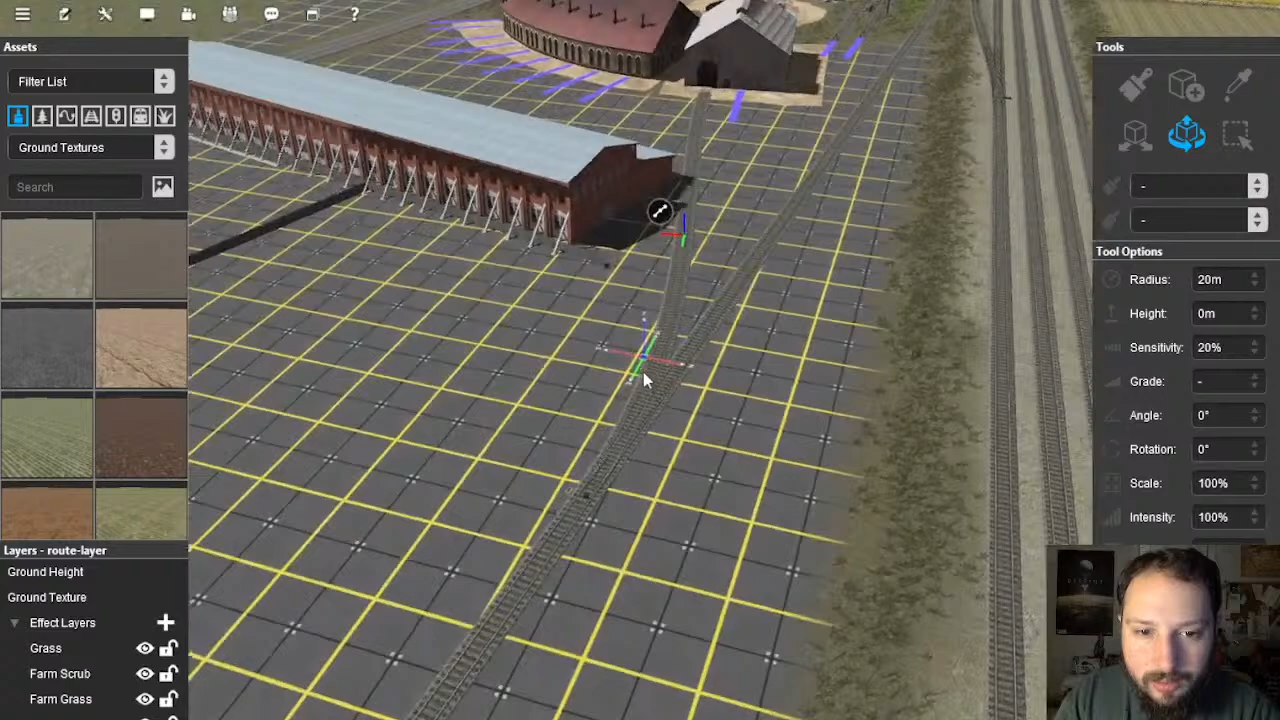 ?
Assets
Filter List
Ground Textures
Search
Layers - route-layer
Ground Height
Ground Texture
Effect Layers
Grass
Farm Scrub
Farm Grass
Tools
-
-
Tool Options
Radius: 20m
Height: 0m
Sensitivity: 20%
Grade: -
Angle: 0°
Rotation: 0°
Scale: 100%
Intensity: 100%
DESTINY